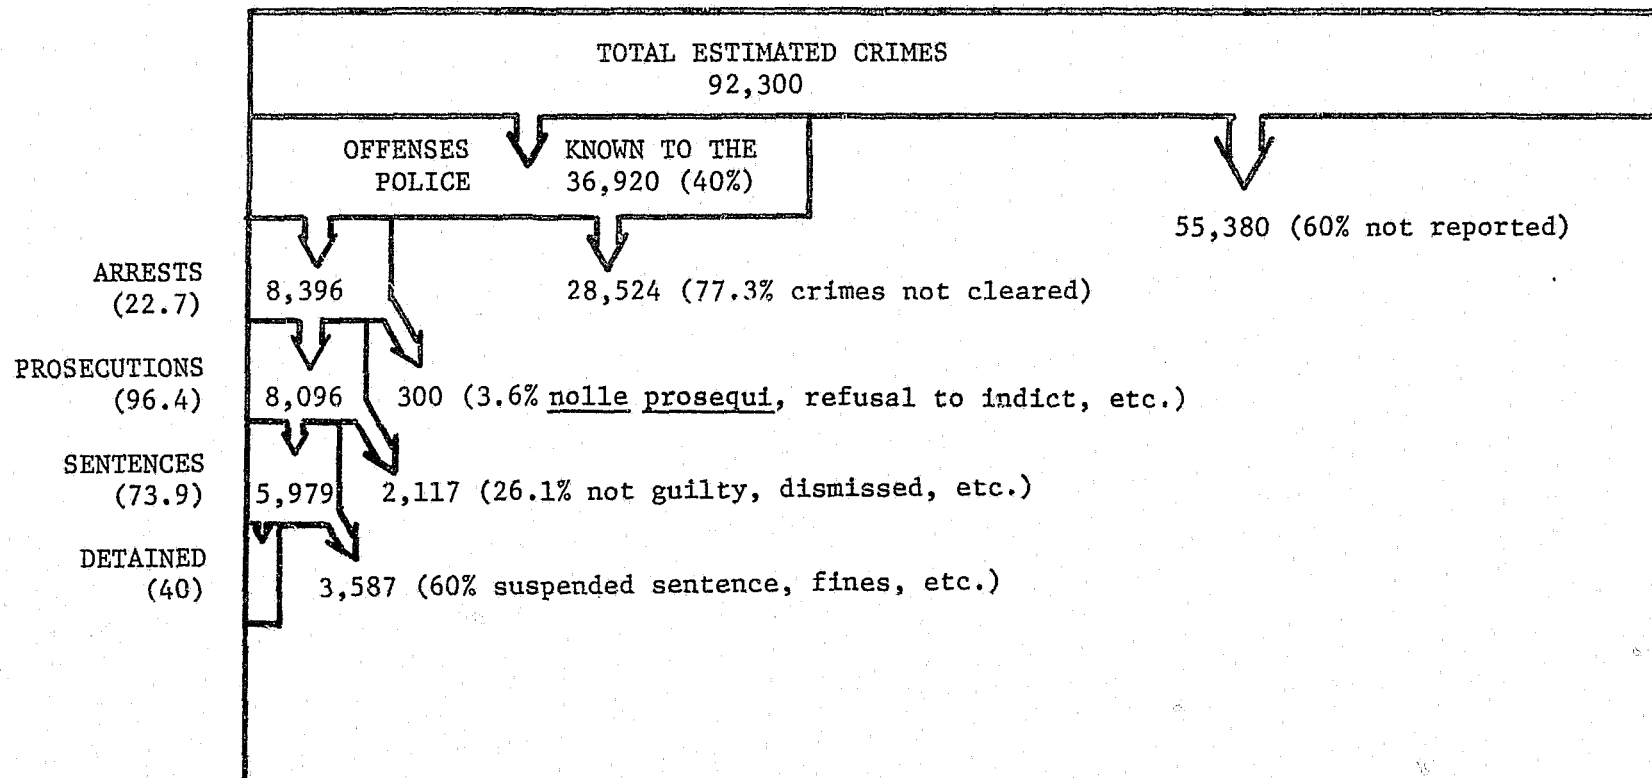 TOTAL ESTIMATED CRIMES
92,300
OFFENSES KNOWN TO THE
POLICE 36,920 (40%)
55,380 (60% not reported)
ARRESTS
(22.7) 8,396 28,524 (77.3% crimes not cleared)
PROSECUTIONS
(96.4) 8,096 300 (3.6% nolle prosequi, refusal to indict, etc.)
SENTENCES
(73.9) 5,979 2,117 (26.1% not guilty, dismissed, etc.)
DETAINED
(40) 3,587 (60% suspended sentence, fines, etc.)